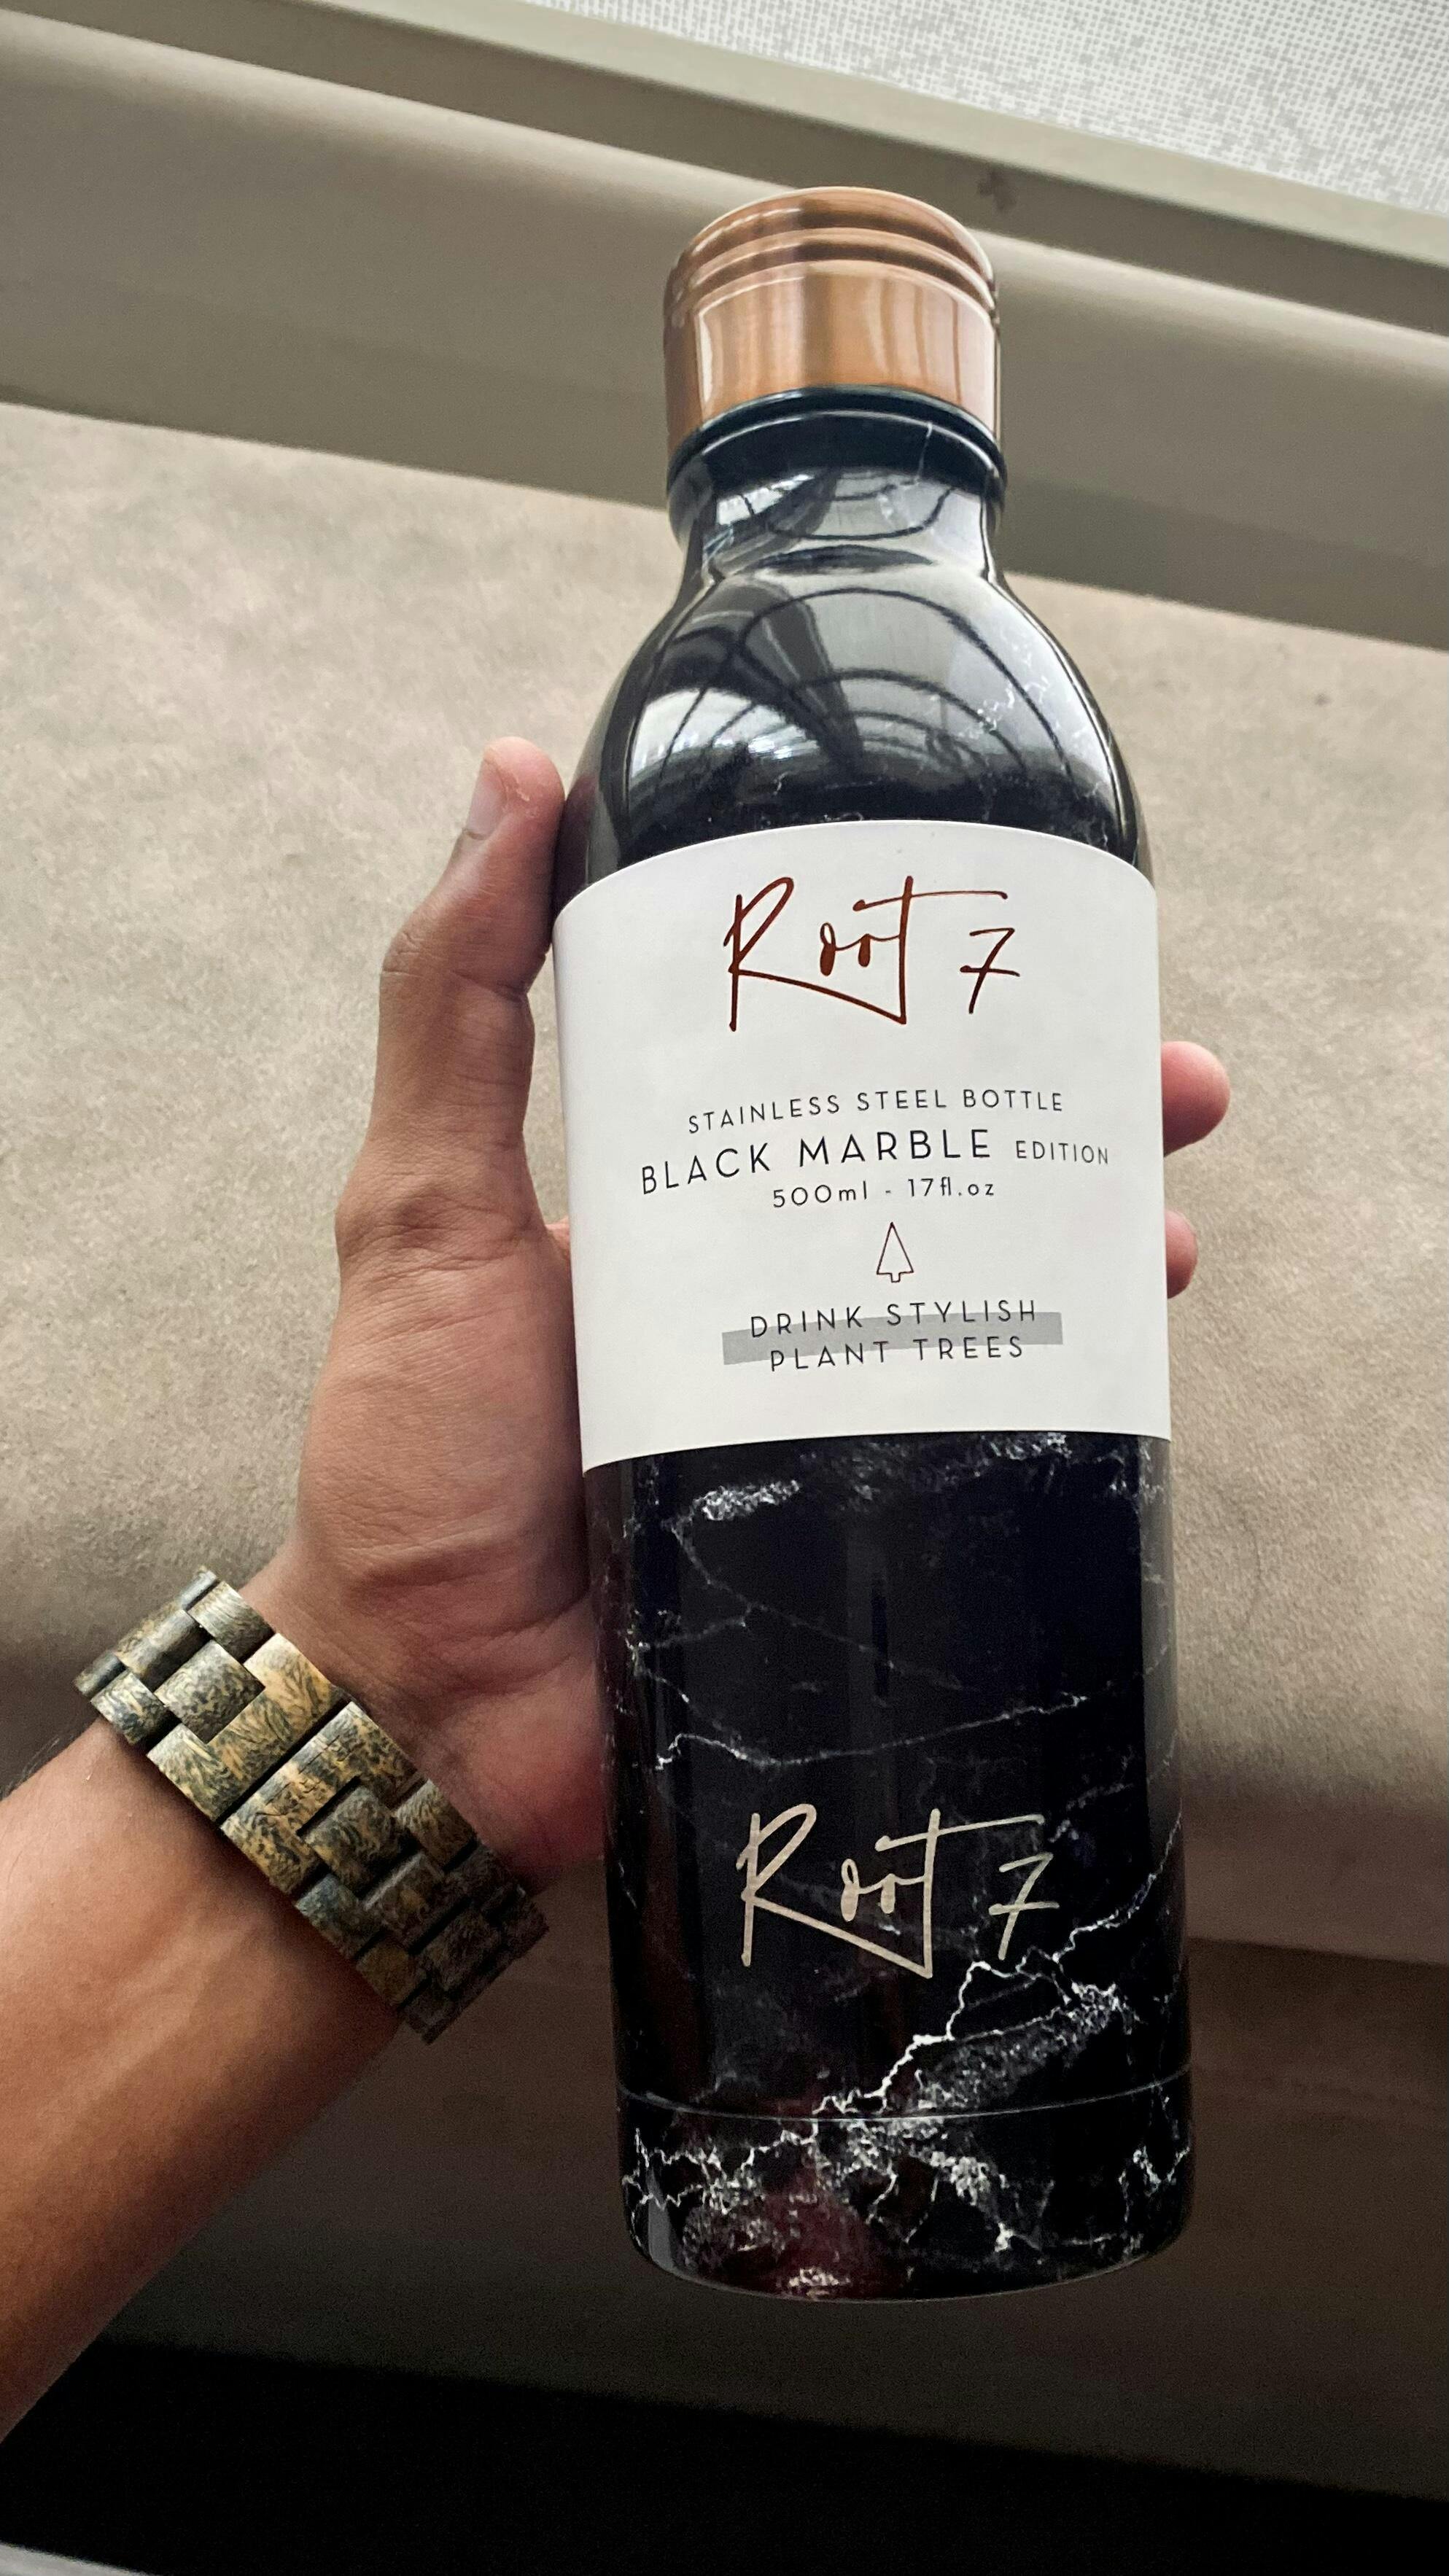 Root 7
STAINLESS STEEL BOTTLE
BLACK MARBLE EDITION
500ml - 17fl.oz
DRINK STYLISH
PLANT TREES
Root 7